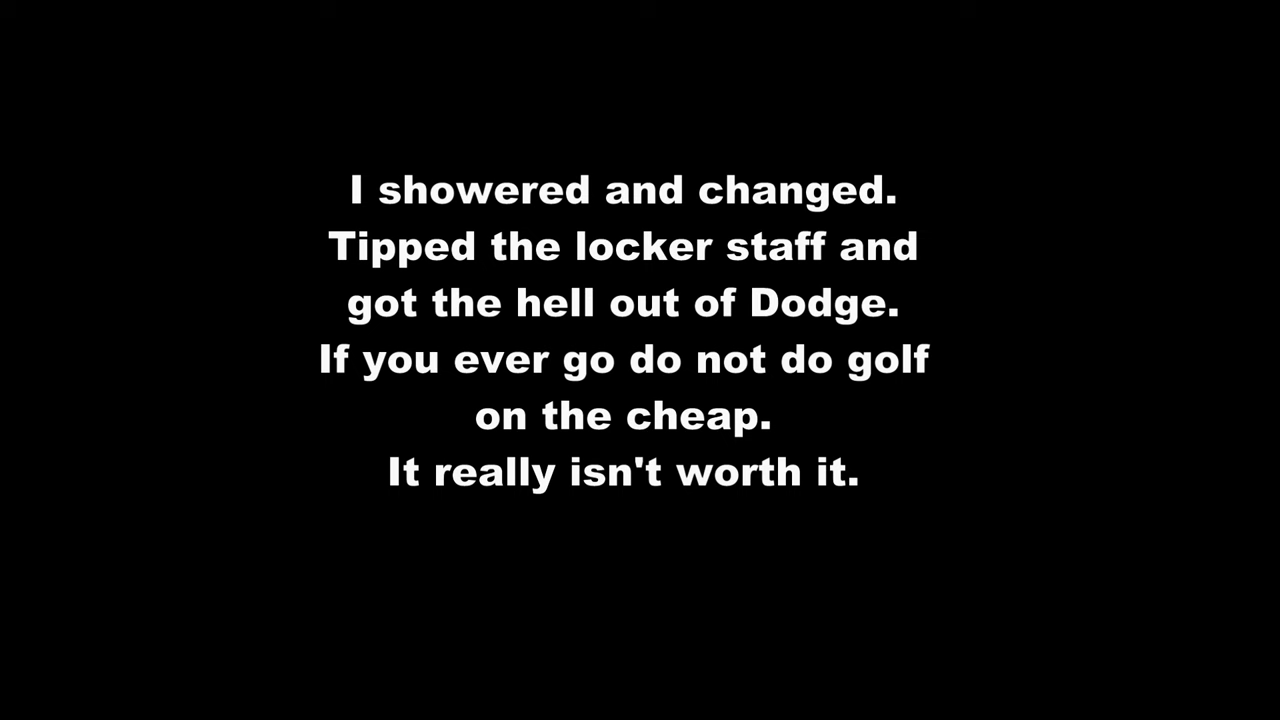 I showered and changed.
Tipped the locker staff and
got the hell out of Dodge.
If you ever go do not do golf
on the cheap.
It really isn't worth it.